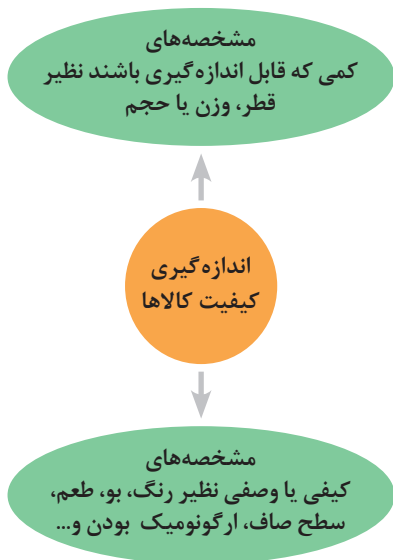 مشخصه‌های
کمی که قابل اندازه‌گیری باشند نظیر
قطر، وزن یا حجم
اندازه‌گیری
کیفیت کالاها
مشخصه‌های
کیفی یا وصفی نظیر رنگ، بو، طعم،
سطح صاف، ارگونومیک بودن و...